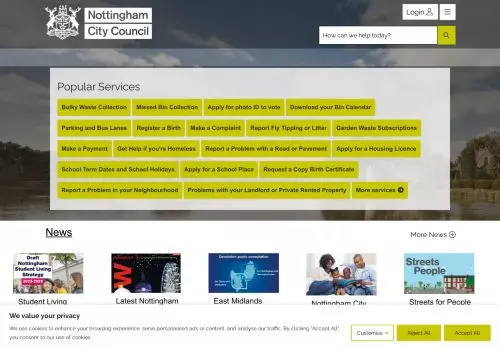 Nottingham
City Council
Login
How can we help today?
Popular Services
Bulky Waste Collection
Missed Bin Collection
Apply for photo ID to vote
Download your Bin Calendar
Parking and Bus Lanes
Register a Birth
Make a Complaint
Report Fly Tipping or Litter
Garden Waste Subscriptions
Make a Payment
Get Help if you're Homeless
Report a Problem with a Road or Pavement
Apply for a Housing Licence
School Term Dates and School Holidays
Apply for a School Place
Request a Copy Birth Certificate
Report a Problem in your Neighbourhood
Problems with your Landlord or Private Rented Property
More services
News
More News
Draft
Nottingham
Student Living
Strategy
2023-2028
Devolution public consultation
Streets
People
Student Living
Latest Nottingham
East Midlands
Nottingham City
Streets for People
We value your privacy
We use cookies to enhance your browsing experience, serve personalised ads or content, and analyse our traffic. By clicking "Accept All",
you consent to our use of cookies.
Customize
Reject All
Accept All